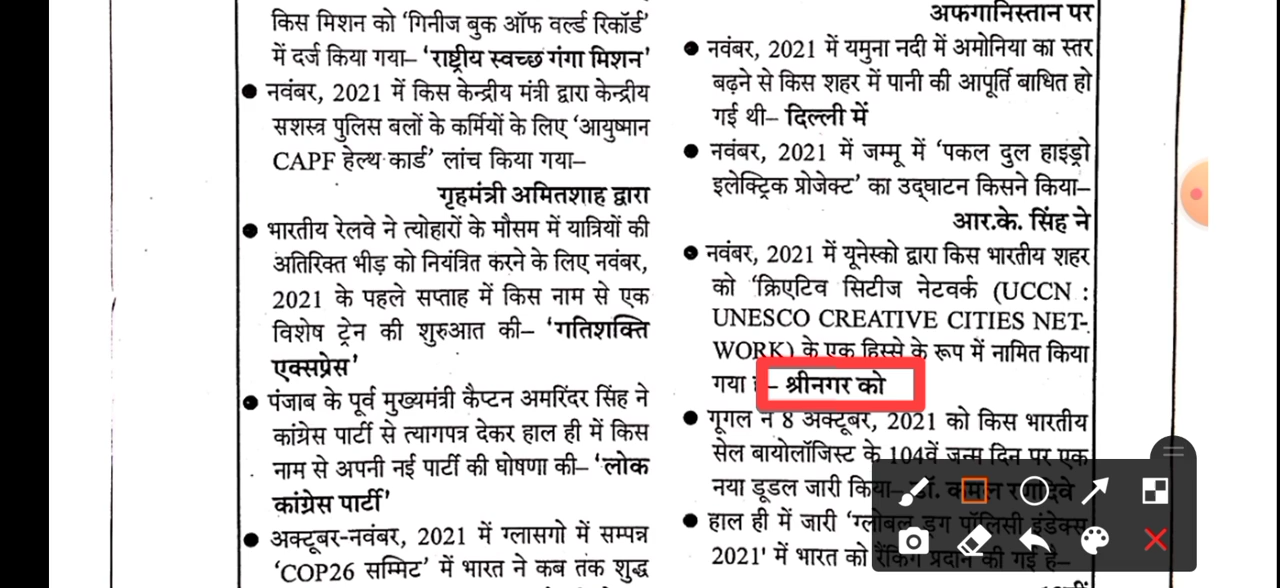 किस मिशन को ‘गिनीज बुक ऑफ वर्ल्ड रिकॉर्ड’
में दर्ज किया गया– ‘राष्ट्रीय स्वच्छ गंगा मिशन’
● नवंबर, 2021 में किस केन्द्रीय मंत्री द्वारा केन्द्रीय
सशस्त्र पुलिस बलों के कर्मियों के लिए ‘आयुष्मान
CAPF हेल्थ कार्ड’ लांच किया गया–
गृहमंत्री अमितशाह द्वारा
● भारतीय रेलवे ने त्योहारों के मौसम में यात्रियों की
अतिरिक्त भीड़ को नियंत्रित करने के लिए नवंबर,
2021 के पहले सप्ताह में किस नाम से एक
विशेष ट्रेन की शुरुआत की– ‘गतिशक्ति
एक्सप्रेस’
● पंजाब के पूर्व मुख्यमंत्री कैप्टन अमरिंदर सिंह ने
कांग्रेस पार्टी से त्यागपत्र देकर हाल ही में किस
नाम से अपनी नई पार्टी की घोषणा की– ‘लोक
कांग्रेस पार्टी’
● अक्टूबर-नवंबर, 2021 में ग्लासगो में सम्पन्न
‘COP26 सम्मिट’ में भारत ने कब तक शुद्ध
अफगानिस्तान पर
● नवंबर, 2021 में यमुना नदी में अमोनिया का स्तर
बढ़ने से किस शहर में पानी की आपूर्ति बाधित हो
गई थी– दिल्ली में
● नवंबर, 2021 में जम्मू में ‘पकल दुल हाइड्रो
इलेक्ट्रिक प्रोजेक्ट’ का उद्घाटन किसने किया–
आर.के. सिंह ने
● नवंबर, 2021 में यूनेस्को द्वारा किस भारतीय शहर
को ‘क्रिएटिव सिटीज नेटवर्क (UCCN :
UNESCO CREATIVE CITIES NET-
WORK) के एक हिस्से के रूप में नामित किया
गया – श्रीनगर को
● गूगल ने 8 अक्टूबर, 2021 को किस भारतीय
सेल बायोलॉजिस्ट के 104वें जन्म दिन पर एक
नया डूडल जारी किया– डॉ. कमल रणदिवे
● हाल ही में जारी ‘ग्लोबल ड्रग पॉलिसी इंडेक्स
2021' में भारत को रैंकिंग प्रदान की गई है–